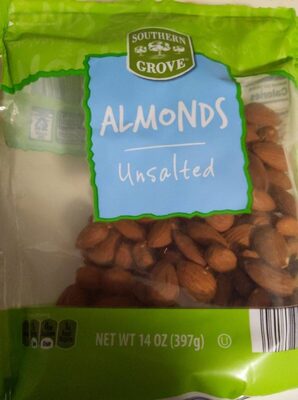 SOUTHERN
GROVE
ALMONDS
Unsalted
NET WT 14 OZ (397g)
U